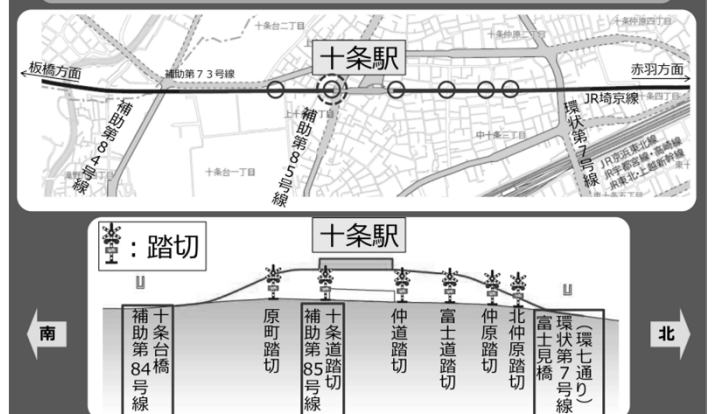 十条台二丁目
十条仲原四丁目
十条仲原二丁目
十条駅
板橋方面
補助第73号線
赤羽方面
JR埼京線
補助第84号線
補助第85号線
環状第7号線
中十条三丁目
十条台一丁目
JR京浜東北線
JR宇都宮線・高崎線
JR東北・上越新幹線
：踏切
十条駅
南
北
十条台橋
補助第84号線
原町踏切
十条道踏切
補助第85号線
仲道踏切
富士道踏切
仲原踏切
北仲原踏切
（環七通り）
環状第7号線
富士見橋